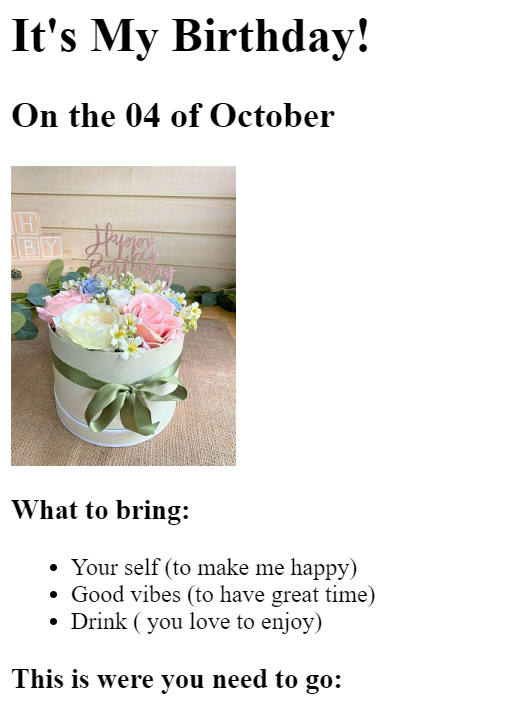 It's My Birthday!
On the 04 of October
H
BY
Happy
Birthday
What to bring:
• Your self (to make me happy)
• Good vibes (to have great time)
• Drink ( you love to enjoy)
This is were you need to go: